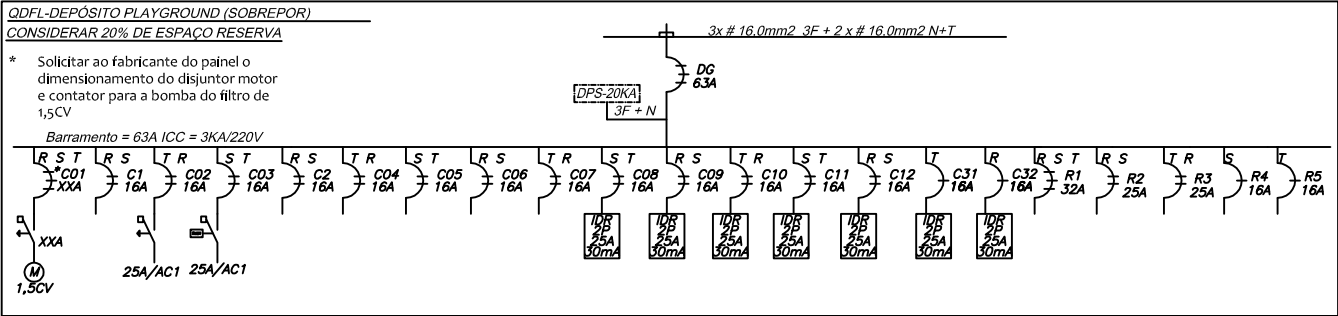 QDFL-DEPÓSITO PLAYGROUND (SOBREPOR)
CONSIDERAR 20% DE ESPAÇO RESERVA
* Solicitar ao fabricante do painel o
dimensionamento do disjuntor motor
e contator para a bomba do filtro de
1,5CV
3x # 16,0mm2 3F + 2 x # 16,0mm2 N+T
DG
63A
DPS-20KA
3F + N
Barramento = 63A ICC = 3KA/220V
R S T
*C01
XXA
R S
C1
16A
T R
C02
16A
S T
C03
16A
R S
C2
16A
T R
C04
16A
S T
C05
16A
R S
C06
16A
T R
C07
16A
S T
C08
16A
R S
C09
16A
T R
C10
16A
S T
C11
16A
R S
C12
16A
T
C31
16A
R
C32
16A
R S T
R1
32A
R S
R2
25A
T R
R3
25A
S
R4
16A
T
R5
16A
XXA
M
1,5CV
25A/AC1
25A/AC1
IDR
2P
25A
30mA
IDR
2P
25A
30mA
IDR
2P
25A
30mA
IDR
2P
25A
30mA
IDR
2P
25A
30mA
IDR
2P
25A
30mA
IDR
2P
25A
30mA